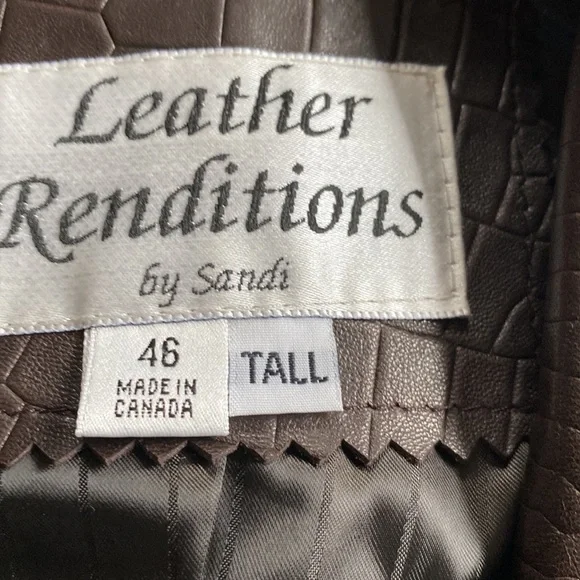 Leather
Renditions
by Sandi
46
MADE IN
CANADA
TALL